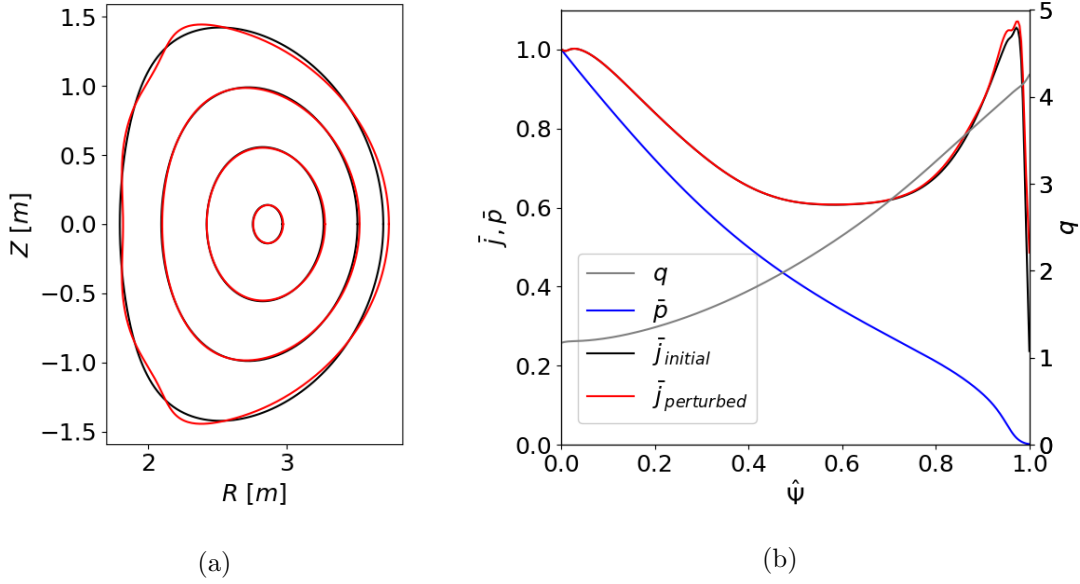 1.5
1.0
0.5
0.0
−0.5
−1.0
−1.5
Z [m]
2 3
R [m]
(a)
1.0
0.8
0.6
0.4
0.2
0.0
j̄, p̄
0.0 0.2 0.4 0.6 0.8 1.0
Ψ̂
5
4
3
2
1
0
q
q
p̄
j̄ initial
j̄ perturbed
(b)